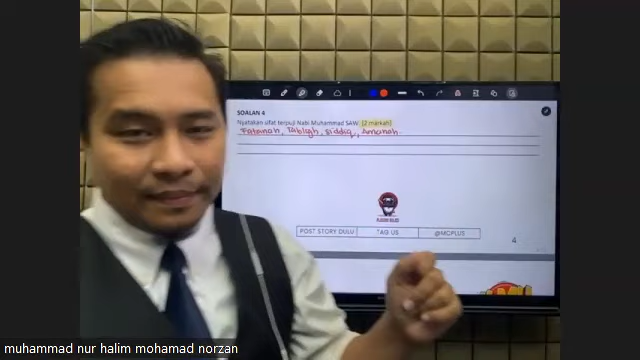 SOALAN 4
Nyatakan sifat terpuji Nabi Muhammad SAW. (2 markah)
Fatonah, Tabligh, siddiq, Amanah
POST STORY DULU TAG US @MCPLUS
4
muhammad nur halim mohamad norzan